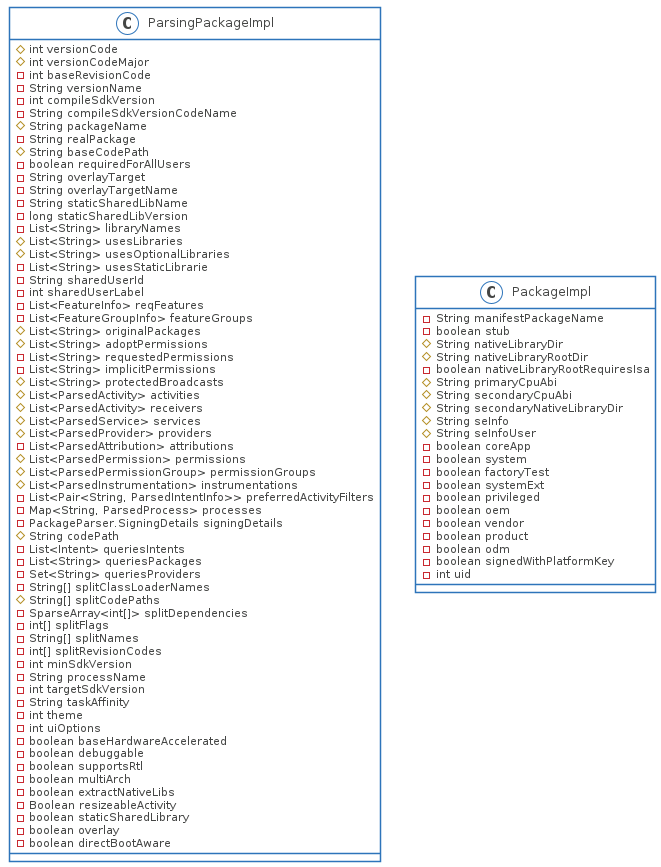 C ParsingPackageImpl
int versionCode
int versionCodeMajor
int baseRevisionCode
String versionName
int compileSdkVersion
String compileSdkVersionCodeName
String packageName
String realPackage
String baseCodePath
boolean requiredForAllUsers
String overlayTarget
String overlayTargetName
String staticSharedLibName
long staticSharedLibVersion
List<String> libraryNames
List<String> usesLibraries
List<String> usesOptionalLibraries
List<String> usesStaticLibrarie
String sharedUserId
int sharedUserLabel
List<FeatureInfo> reqFeatures
List<FeatureGroupInfo> featureGroups
List<String> originalPackages
List<String> adoptPermissions
List<String> requestedPermissions
List<String> implicitPermissions
List<String> protectedBroadcasts
List<ParsedActivity> activities
List<ParsedActivity> receivers
List<ParsedService> services
List<ParsedProvider> providers
List<ParsedAttribution> attributions
List<ParsedPermission> permissions
List<ParsedPermissionGroup> permissionGroups
List<ParsedInstrumentation> instrumentations
List<Pair<String, ParsedIntentInfo>> preferredActivityFilters
Map<String, ParsedProcess> processes
PackageParser.SigningDetails signingDetails
String codePath
List<Intent> queriesIntents
List<String> queriesPackages
Set<String> queriesProviders
String[] splitClassLoaderNames
String[] splitCodePaths
SparseArray<int[]> splitDependencies
int[] splitFlags
String[] splitNames
int[] splitRevisionCodes
int minSdkVersion
String processName
int targetSdkVersion
String taskAffinity
int theme
int uiOptions
boolean baseHardwareAccelerated
boolean debuggable
boolean supportsRtl
boolean multiArch
boolean extractNativeLibs
Boolean resizeableActivity
boolean staticSharedLibrary
boolean overlay
boolean directBootAware
C PackageImpl
String manifestPackageName
boolean stub
String nativeLibraryDir
String nativeLibraryRootDir
boolean nativeLibraryRootRequiresIsa
String primaryCpuAbi
String secondaryCpuAbi
String secondaryNativeLibraryDir
String seInfo
String seInfoUser
boolean coreApp
boolean system
boolean factoryTest
boolean systemExt
boolean privileged
boolean oem
boolean vendor
boolean product
boolean odm
boolean signedWithPlatformKey
int uid